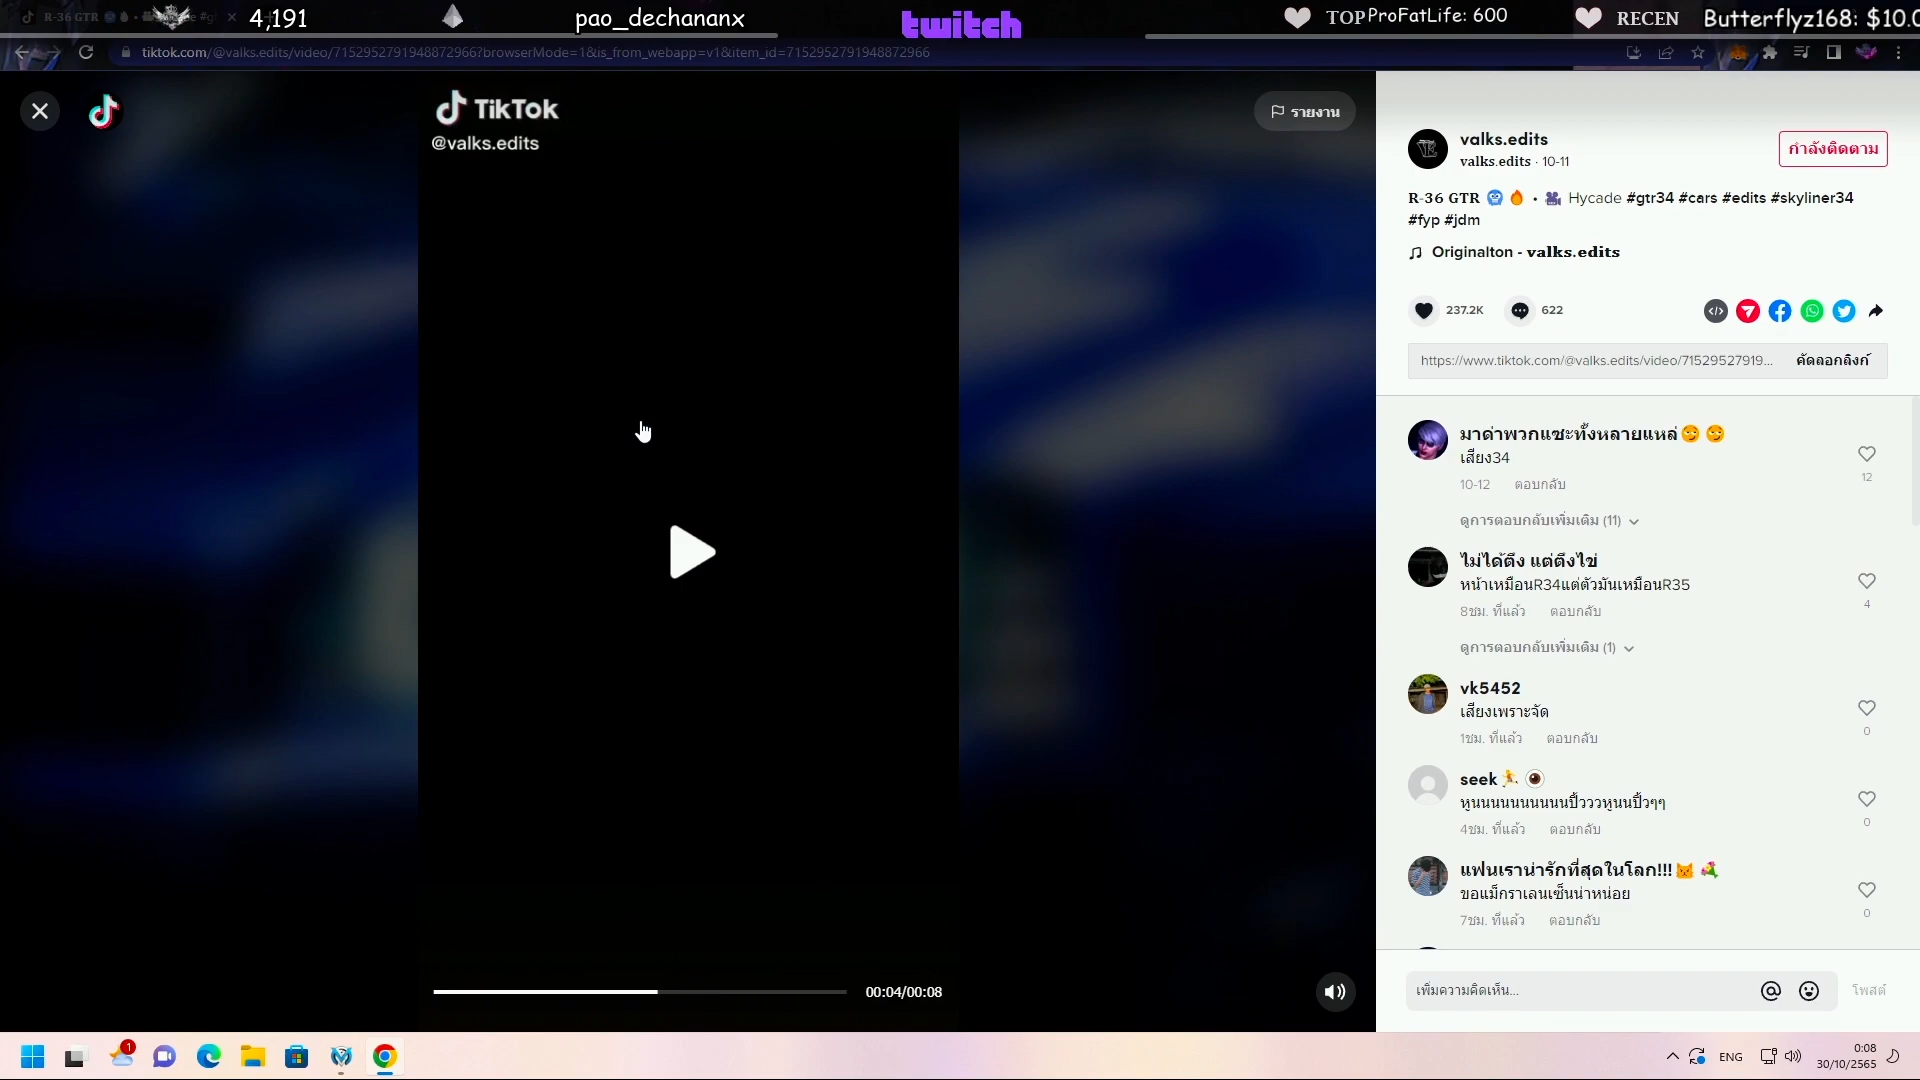 R-36 GTR
4,191
pao_dechananx
twitch
TOP ProFatLife: 600
RECEN Butterflyz168: $10.0
tiktok.com/@valks.edits/video/7152952791948872966?browserMode=1&is_from_webapp=v1&item_id=7152952791948872966
TikTok
@valks.edits
รายงาน
valks.edits
valks.edits · 10-11
กำลังติดตาม
R-36 GTR 🥶 🔥 • 🎥 Hycade #gtr34 #cars #edits #skyliner34
#fyp #jdm
Originalton - valks.edits
237.2K
622
https://www.tiktok.com/@valks.edits/video/71529527919...
คัดลอกลิงก์
มาด่าพวกแซะทั้งหลายแหล่😏 😏
เสียง34
12
10-12 ตอบกลับ
ดูการตอบกลับเพิ่มเติม (11)
ไม่ได้ตึง แต่ตึงไข่
หน้าเหมือนR34แต่ตัวมันเหมือนR35
4
8ชม. ที่แล้ว ตอบกลับ
ดูการตอบกลับเพิ่มเติม (1)
vk5452
เสียงเพราะจัด
0
1ชม. ที่แล้ว ตอบกลับ
seek
หูนนนนนนนนนนปี้วววหูนนปี้วๆๆ
0
4ชม. ที่แล้ว ตอบกลับ
แฟนเราน่ารักที่สุดในโลก!!!
ขอแม็กราเลนเซ็นน่าหน่อย
0
7ชม. ที่แล้ว ตอบกลับ
00:04/00:08
เพิ่มความคิดเห็น...
โพสต์
1
ENG
0:08
30/10/2565